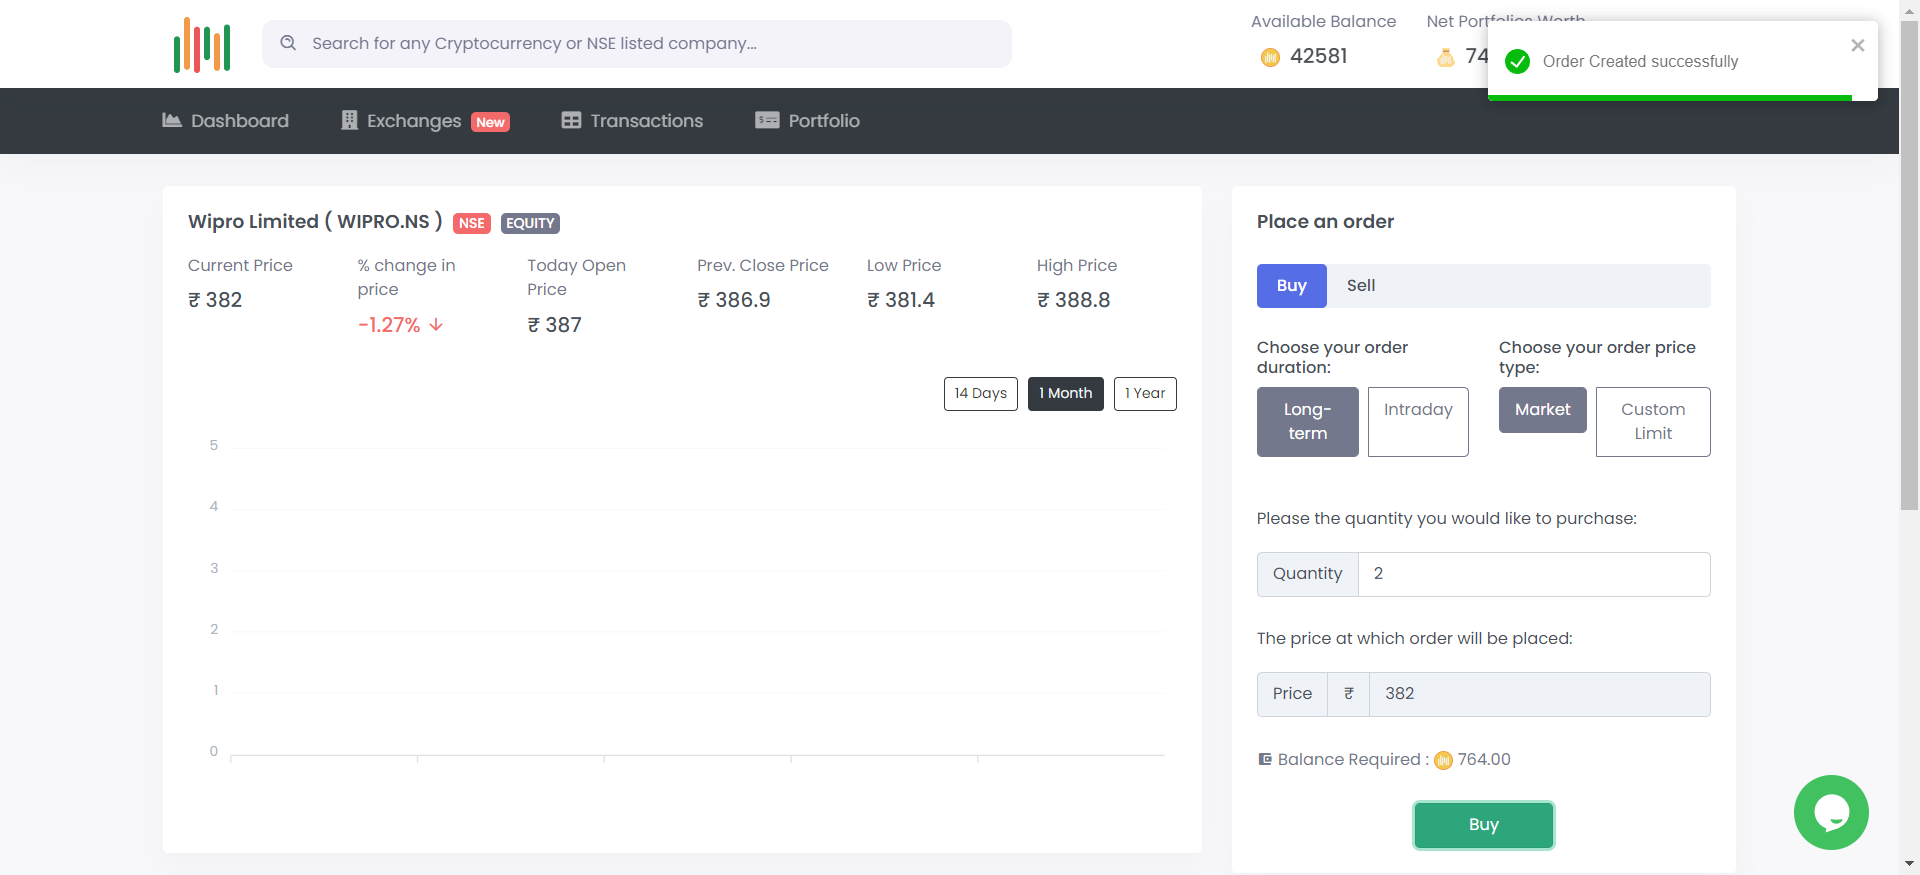 Search for any Cryptocurrency or NSE listed company...
Available Balance
42581
Net Portfolios Worth
74
Order Created successfully
Dashboard
Exchanges New
Transactions
Portfolio
Wipro Limited ( WIPRO.NS ) NSE EQUITY
Current Price
₹ 382
% change in
price
-1.27%
Today Open
Price
₹ 387
Prev. Close Price
₹ 386.9
Low Price
₹ 381.4
High Price
₹ 388.8
14 Days
1 Month
1 Year
5
4
3
2
1
0
Place an order
Buy
Sell
Choose your order
duration:
Long-
term
Intraday
Choose your order price
type:
Market
Custom
Limit
Please the quantity you would like to purchase:
Quantity
2
The price at which order will be placed:
Price
₹
382
Balance Required : 764.00
Buy